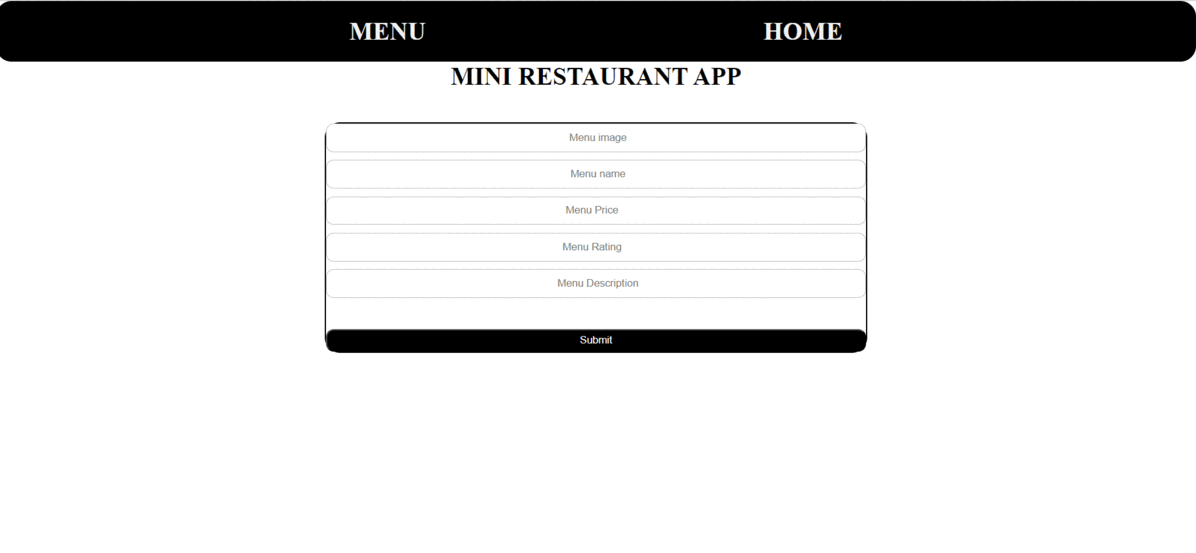 MENU HOME
MINI RESTAURANT APP
Menu image
Menu name
Menu Price
Menu Rating
Menu Description
Submit